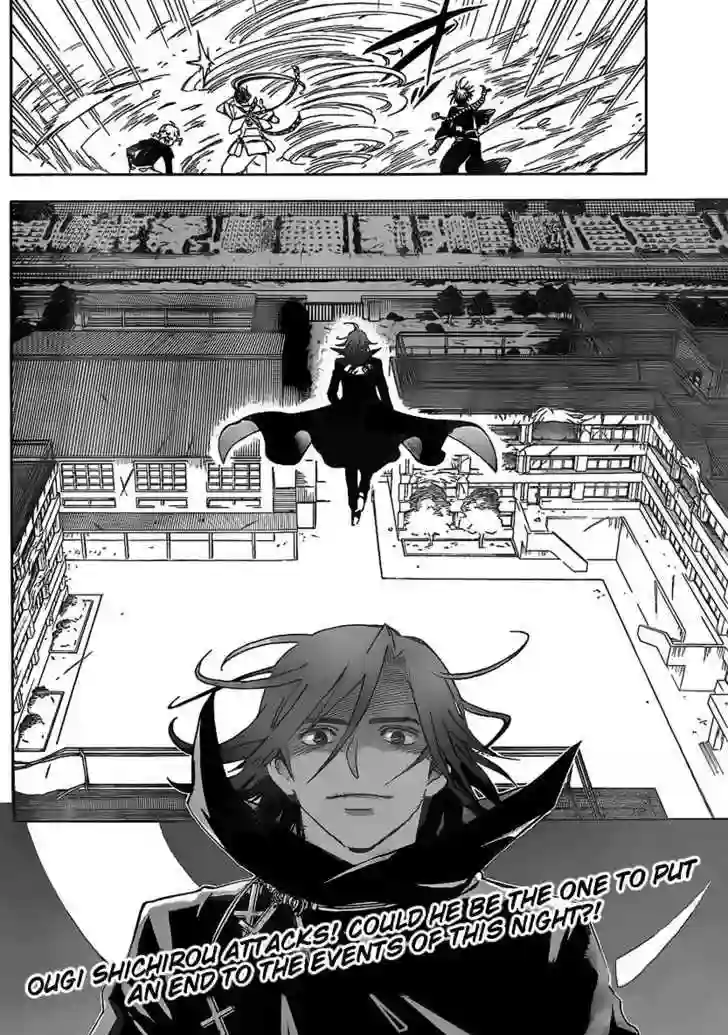 OUGI SHICHIROU ATTACKS! COULD HE BE THE ONE TO PUT
AN END TO THE EVENTS OF THIS NIGHT?!